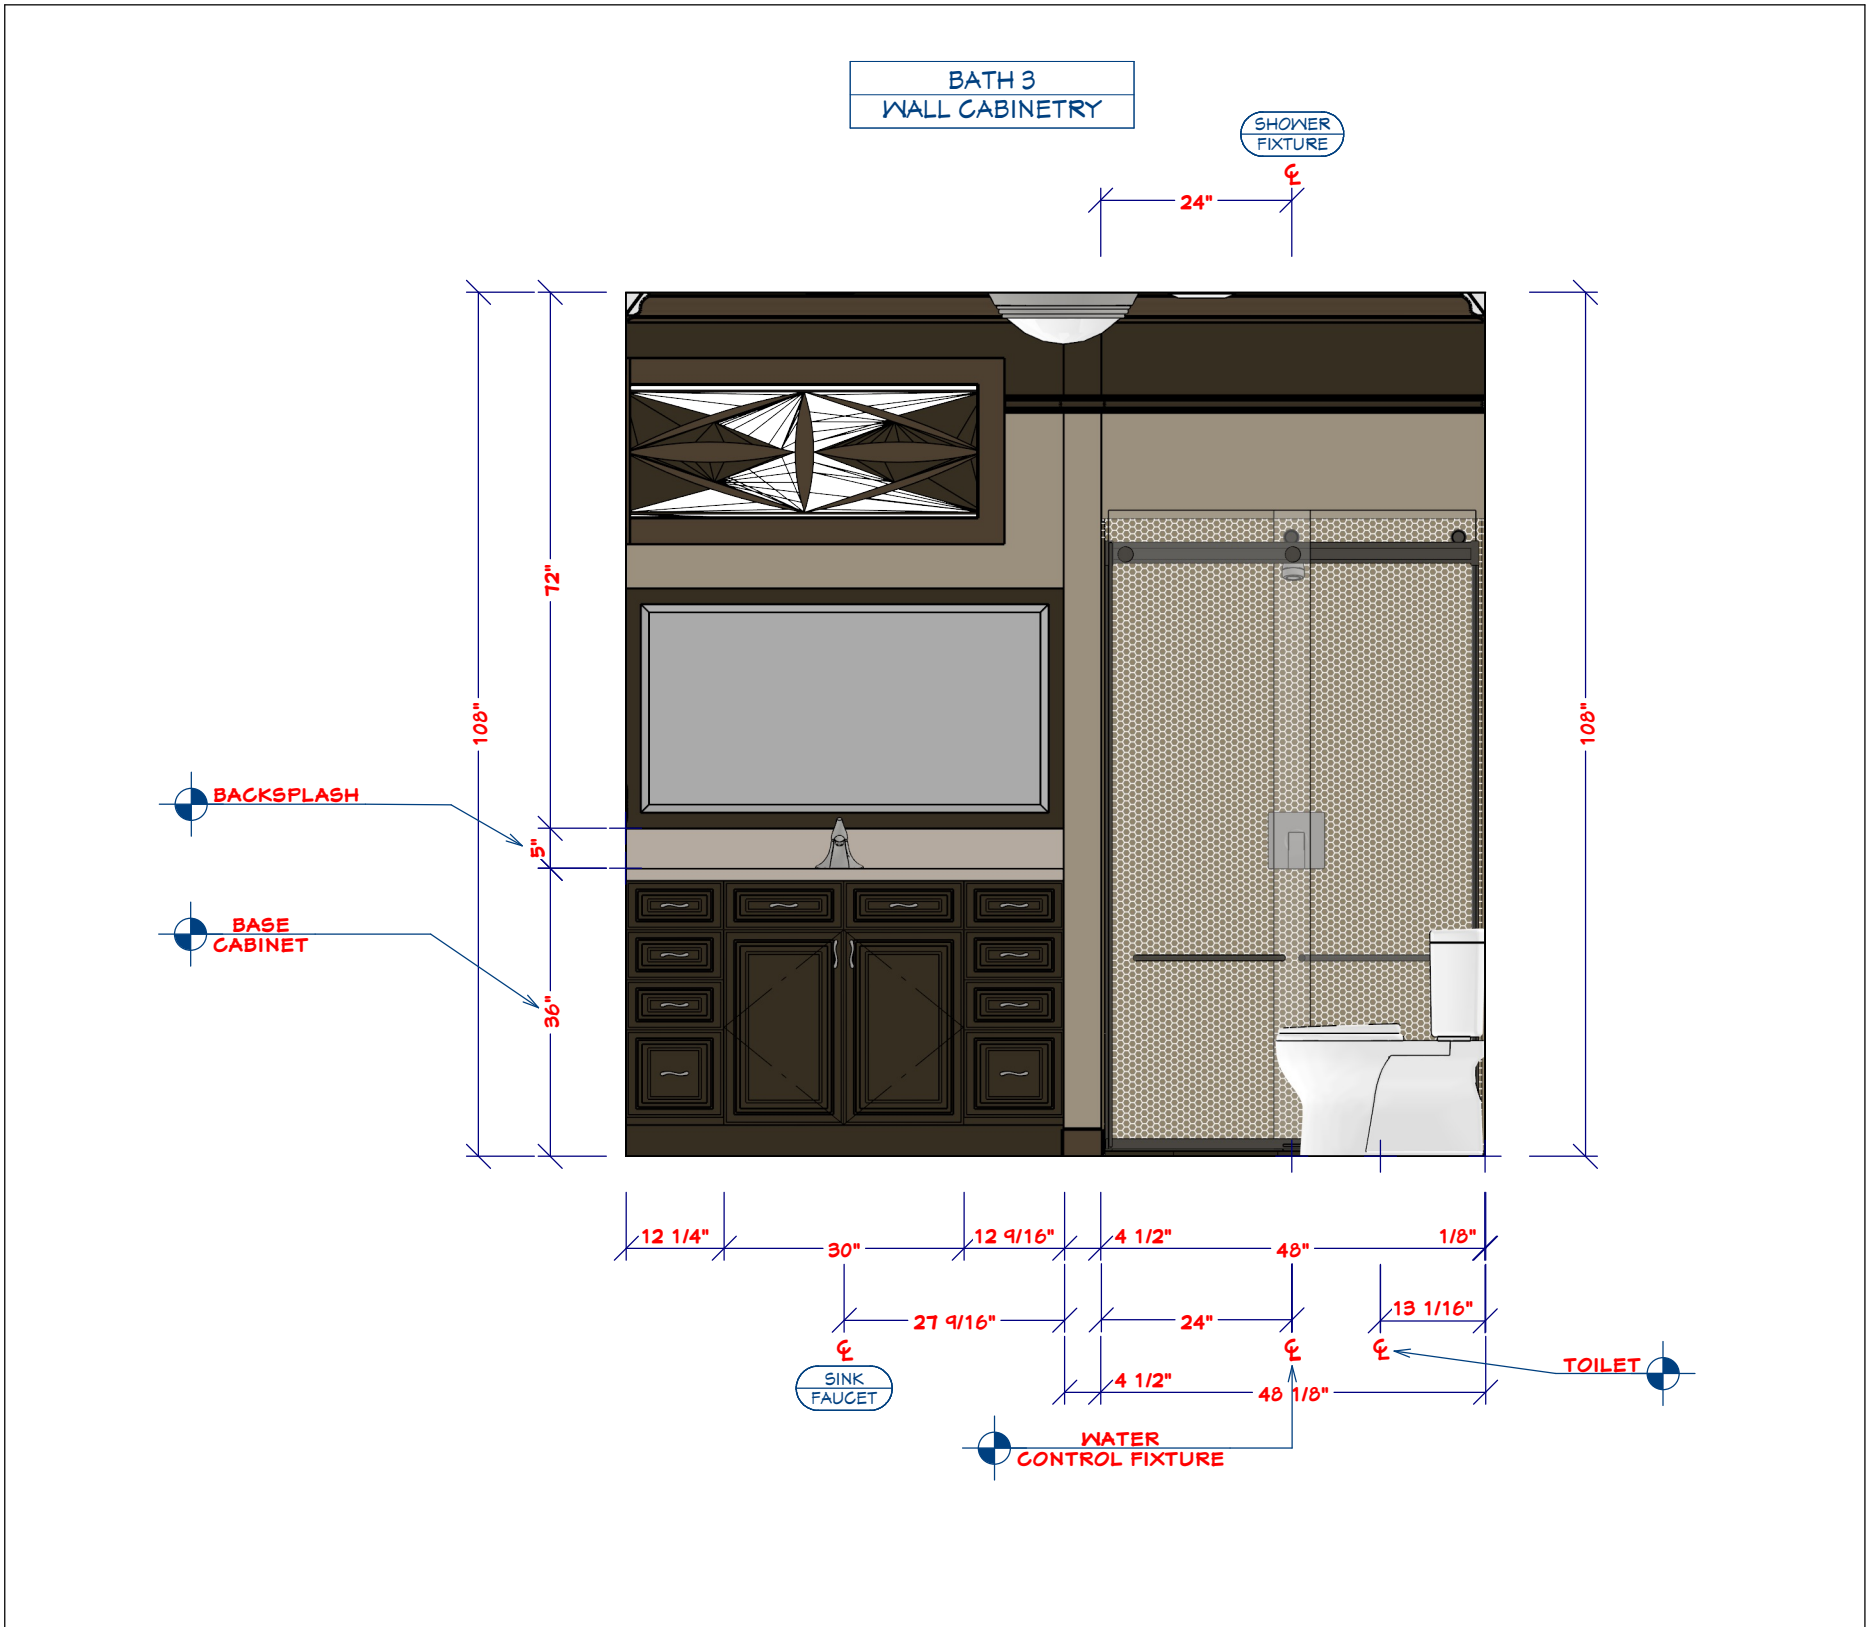 BATH 3
WALL CABINETRY
SHOWER
FIXTURE
℄
24"
72"
108"
108"
BACKSPLASH
5"
BASE
CABINET
36"
12 1/4"
30"
12 9/16"
4 1/2"
48"
1/8"
27 9/16"
24"
13 1/16"
℄
℄
℄
SINK
FAUCET
4 1/2"
48 1/8"
TOILET
WATER
CONTROL FIXTURE